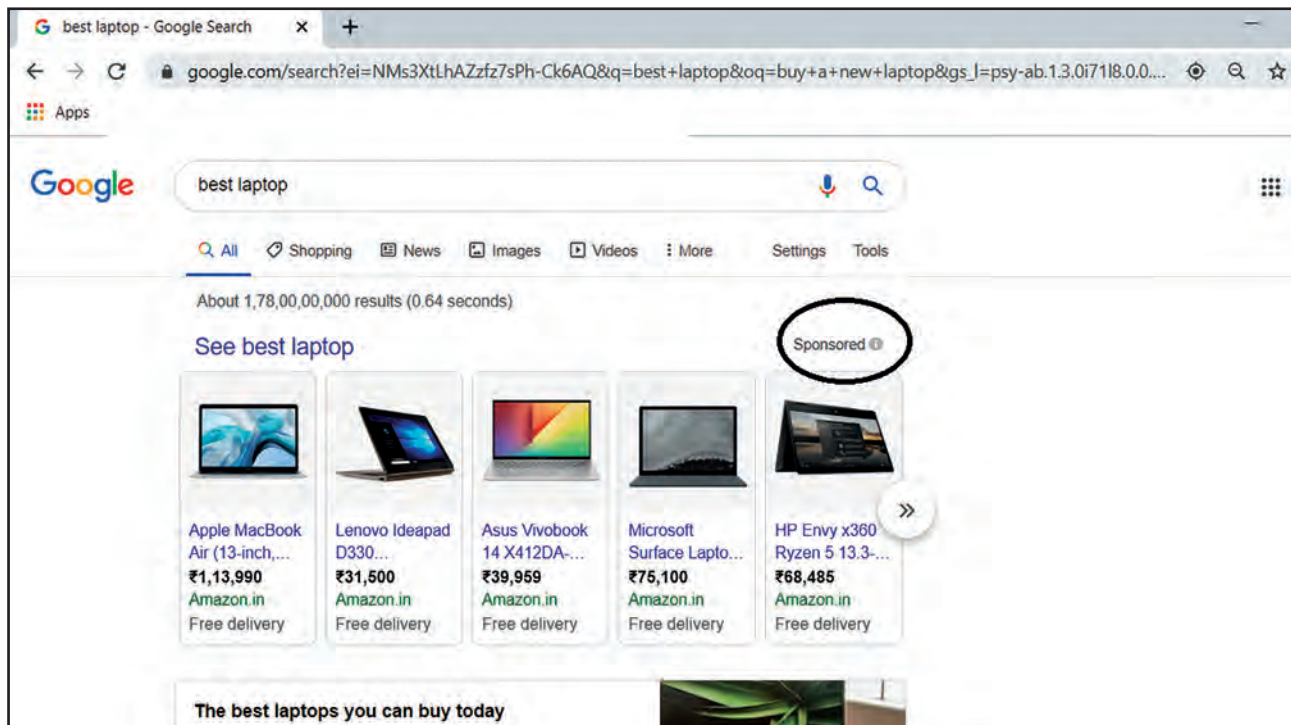 best laptop - Google Search
google.com/search?ei=NMs3XtLhAZzfz7sPh-Ck6AQ&q=best+laptop&oq=buy+a+new+laptop&gs_l=psy-ab.1.3.0i71l8.0.0....
Apps
Google
best laptop
All Shopping News Images Videos More Settings Tools
About 1,78,00,00,000 results (0.64 seconds)
See best laptop Sponsored
Apple MacBook Air (13-inch,...
₹1,13,990
Amazon.in
Free delivery
Lenovo Ideapad D330...
₹31,500
Amazon.in
Free delivery
Asus Vivobook 14 X412DA-...
₹39,959
Amazon.in
Free delivery
Microsoft Surface Lapto...
₹75,100
Amazon.in
Free delivery
HP Envy x360 Ryzen 5 13.3-...
₹68,485
Amazon.in
Free delivery
The best laptops you can buy today